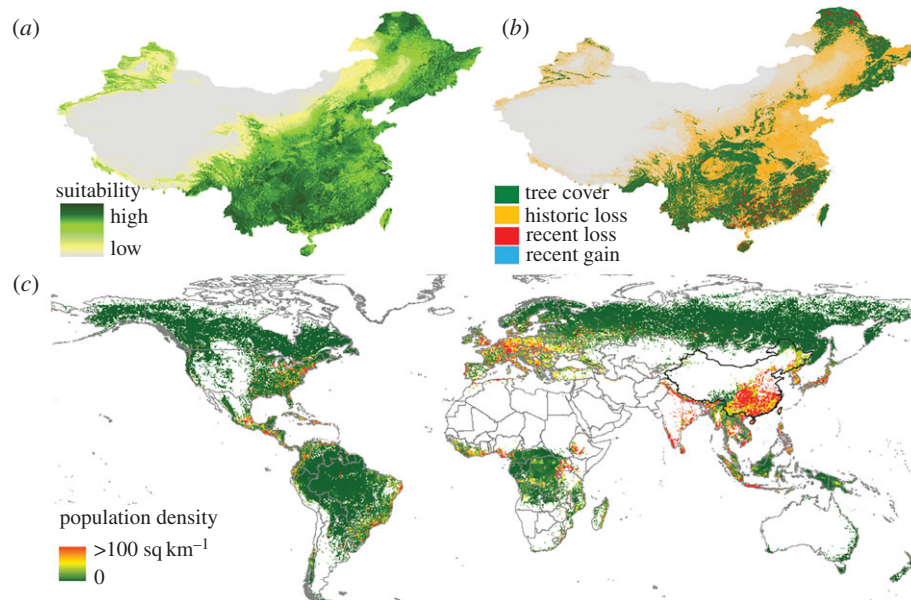 (a)
suitability
high
low
(b)
tree cover
historic loss
recent loss
recent gain
(c)
population density
>100 sq km⁻¹
0